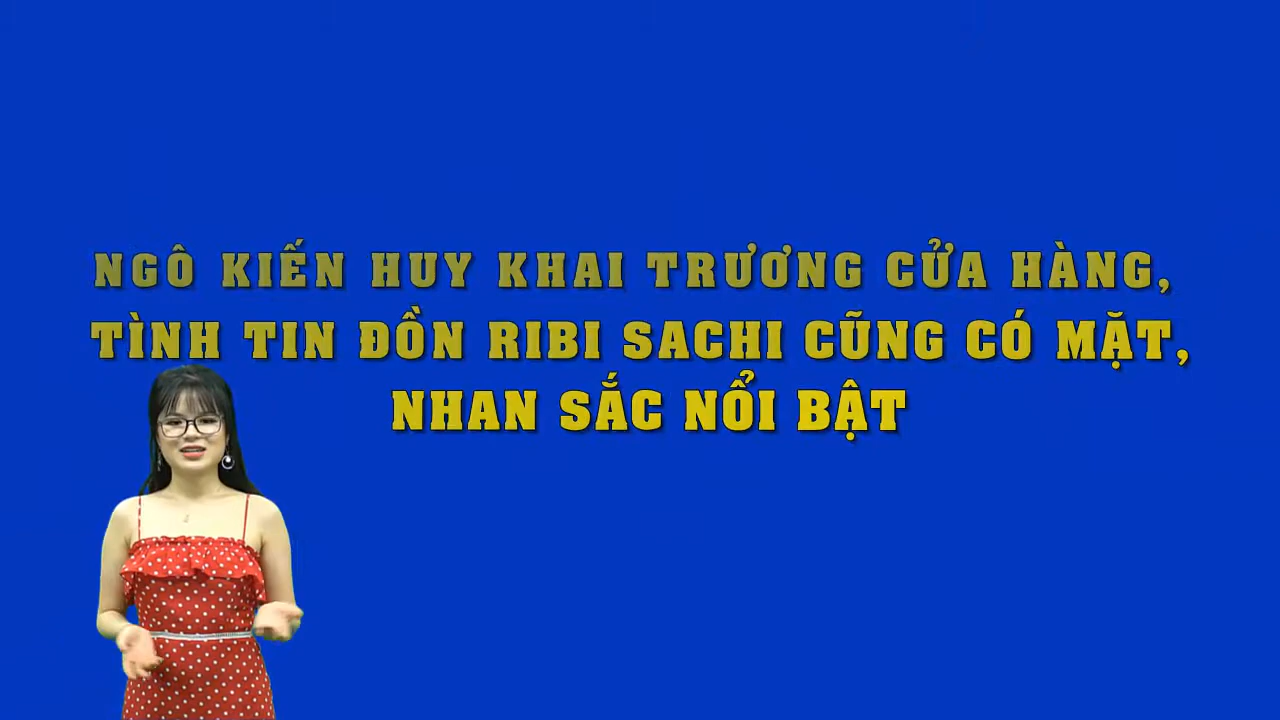 NGÔ KIẾN HUY KHAI TRƯƠNG CỬA HÀNG,
TÌNH TIN ĐỒN RIBI SACHI CŨNG CÓ MẶT,
NHAN SẮC NỔI BẬT